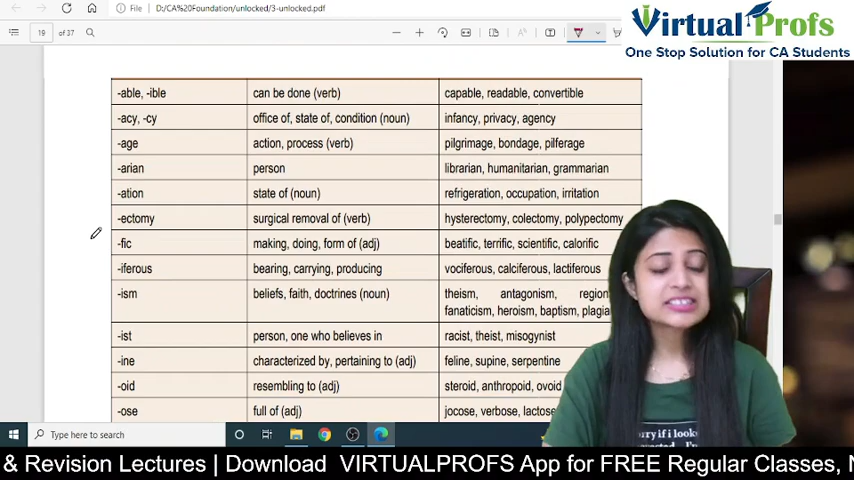 File D:/CA%20Foundation/unlocked/3-unlocked.pdf
Virtual Profs
One Stop Solution for CA Students
19 of 37
-able, -ible can be done (verb) capable, readable, convertible
-acy, -cy office of, state of, condition (noun) infancy, privacy, agency
-age action, process (verb) pilgrimage, bondage, pilferage
-arian person librarian, humanitarian, grammarian
-ation state of (noun) refrigeration, occupation, irritation
-ectomy surgical removal of (verb) hysterectomy, colectomy, polypectomy
-fic making, doing, form of (adj) beatific, terrific, scientific, calorific
-iferous bearing, carrying, producing vociferous, calciferous, lactiferous
-ism beliefs, faith, doctrines (noun) theism, antagonism, region
fanaticism, heroism, baptism, plagia
-ist person, one who believes in racist, theist, misogynist
-ine characterized by, pertaining to (adj) feline, supine, serpentine
-oid resembling to (adj) steroid, anthropoid, ovoid
-ose full of (adj) jocose, verbose, lactose
Type here to search
& Revision Lectures | Download VIRTUALPROFS App for FREE Regular Classes, N